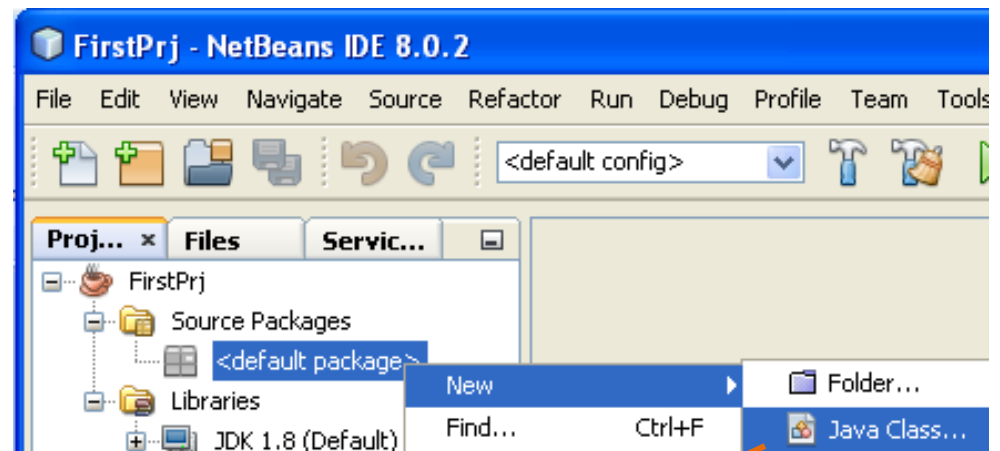 FirstPrj - NetBeans IDE 8.0.2
File Edit View Navigate Source Refactor Run Debug Profile Team Tools
<default config>
Proj... × Files Servic...
FirstPrj
Source Packages
<default package>
New Folder...
Libraries
Find... Ctrl+F Java Class...
JDK 1.8 (Default)